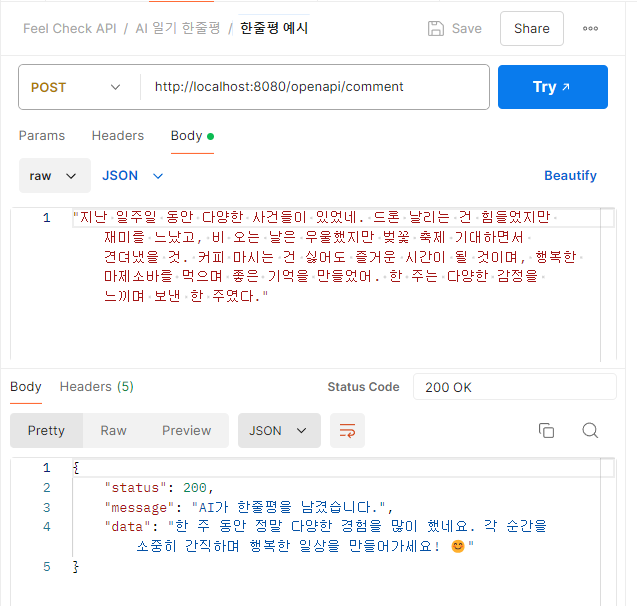 Feel Check API / AI 일기 한줄평 / 한줄평 예시
Save
Share
POST
http://localhost:8080/openapi/comment
Try
Params
Headers
Body
raw
JSON
Beautify
1
"지난 일주일 동안 다양한 사건들이 있었네. 드론 날리는 건 힘들었지만
재미를 느꼈고, 비 오는 날은 우울했지만 벚꽃 축제 기대하면서
견뎌냈을 것. 커피 마시는 건 싫어도 즐거운 시간이 될 것이며, 행복한
마제소바를 먹으며 좋은 기억을 만들었어. 한 주는 다양한 감정을
느끼며 보낸 한 주였다."
Body
Headers (5)
Status Code
200 OK
Pretty
Raw
Preview
JSON
1 {
2 "status": 200,
3 "message": "AI가 한줄평을 남겼습니다.",
4 "data": "한 주 동안 정말 다양한 경험을 많이 했네요. 각 순간을
소중히 간직하며 행복한 일상을 만들어가세요! 😊"
5 }